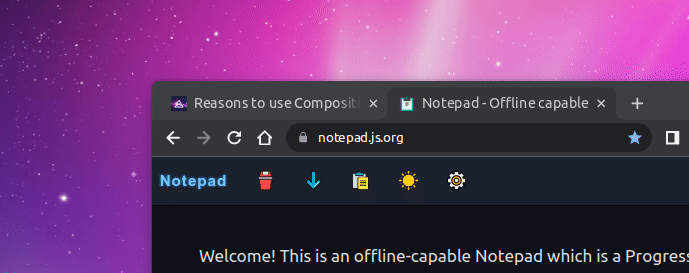 Reasons to use Compositi
Notepad - Offline capable
notepad.js.org
Notepad
Welcome! This is an offline-capable Notepad which is a Progress